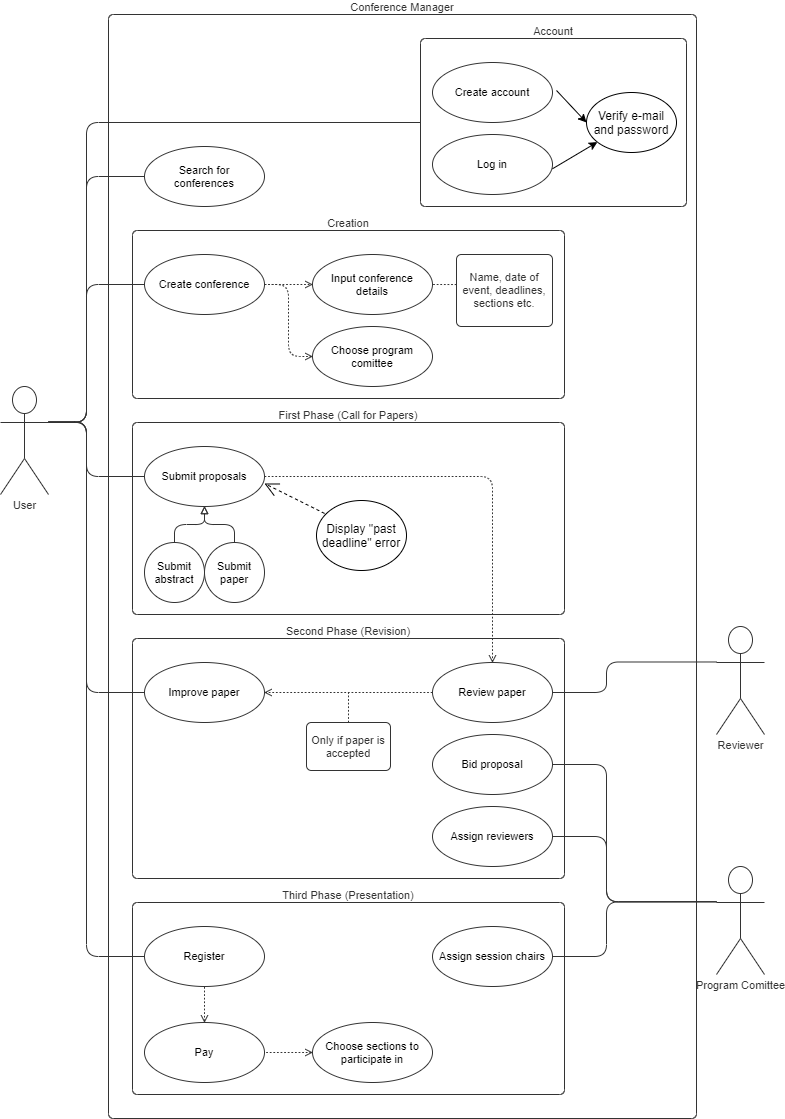 Conference Manager
Account
Create account
Verify e-mail
and password
Log in
Search for
conferences
Creation
Create conference
Input conference
details
Name, date of
event, deadlines,
sections etc.
Choose program
comittee
User
First Phase (Call for Papers)
Submit proposals
Display "past
deadline" error
Submit
abstract
Submit
paper
Second Phase (Revision)
Improve paper
Review paper
Only if paper is
accepted
Bid proposal
Assign reviewers
Reviewer
Third Phase (Presentation)
Register
Assign session chairs
Program Comittee
Pay
Choose sections to
participate in